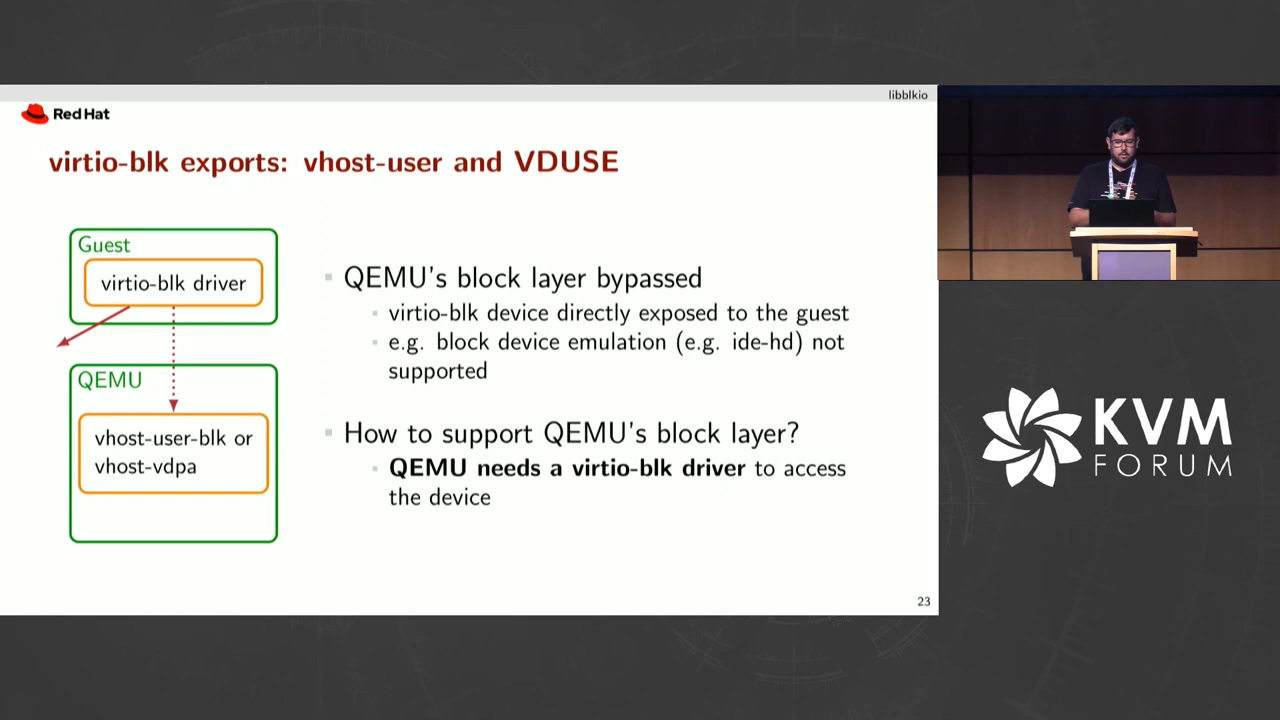 libblkio
Red Hat
virtio-blk exports: vhost-user and VDUSE
Guest
virtio-blk driver
QEMU
vhost-user-blk or
vhost-vdpa
QEMU's block layer bypassed
virtio-blk device directly exposed to the guest
e.g. block device emulation (e.g. ide-hd) not
supported
How to support QEMU's block layer?
QEMU needs a virtio-blk driver to access
the device
23
KVM
FORUM